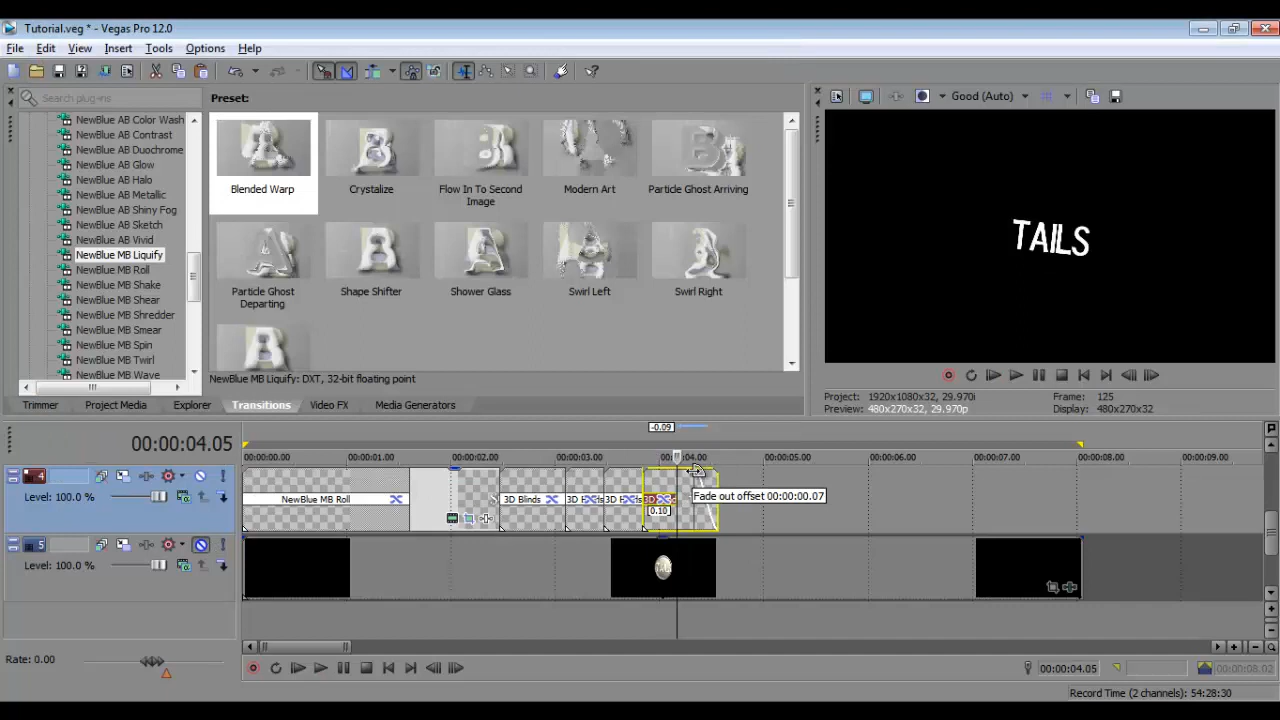 Tutorial.veg * - Vegas Pro 12.0
File Edit View Insert Tools Options Help
Search plug-ins
NewBlue AB Color Wash
NewBlue AB Contrast
NewBlue AB Duochrome
NewBlue AB Glow
NewBlue AB Halo
NewBlue AB Metallic
NewBlue AB Shiny Fog
NewBlue AB Sketch
NewBlue AB Vivid
NewBlue MB Liquify
NewBlue MB Roll
NewBlue MB Shake
NewBlue MB Shear
NewBlue MB Shredder
NewBlue MB Smear
NewBlue MB Spin
NewBlue MB Twirl
NewBlue MB Wave
Preset:
Blended Warp
Crystalize
Flow In To Second Image
Modern Art
Particle Ghost Arriving
Particle Ghost Departing
Shape Shifter
Shower Glass
Swirl Left
Swirl Right
NewBlue MB Liquify: DXT, 32-bit floating point
Trimmer Project Media Explorer Transitions Video FX Media Generators
Good (Auto)
TAILS
Project: 1920x1080x32, 29.970i Frame: 125
Preview: 480x270x32, 29.970p Display: 480x270x32
00:00:04.05
-0.09
00:00:00.00 00:00:01.00 00:00:02.00 00:00:03.00 00:00:04.00 00:00:05.00 00:00:06.00 00:00:07.00 00:00:08.00 00:00:09.00
4
Level: 100.0 %
NewBlue MB Roll
3D Blinds
Fade out offset 00:00:00.07
[0.10]
5
Level: 100.0 %
TAILS
Rate: 0.00
00:00:04.05
00:00:08.02
Record Time (2 channels): 54:28:30